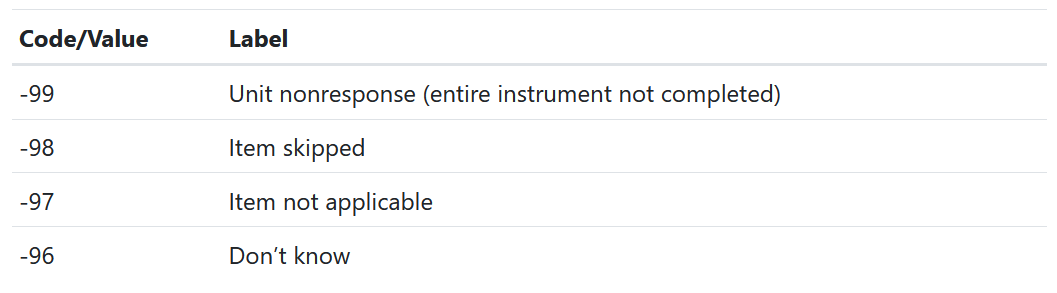 Code/Value Label
-99 Unit nonresponse (entire instrument not completed)
-98 Item skipped
-97 Item not applicable
-96 Don’t know